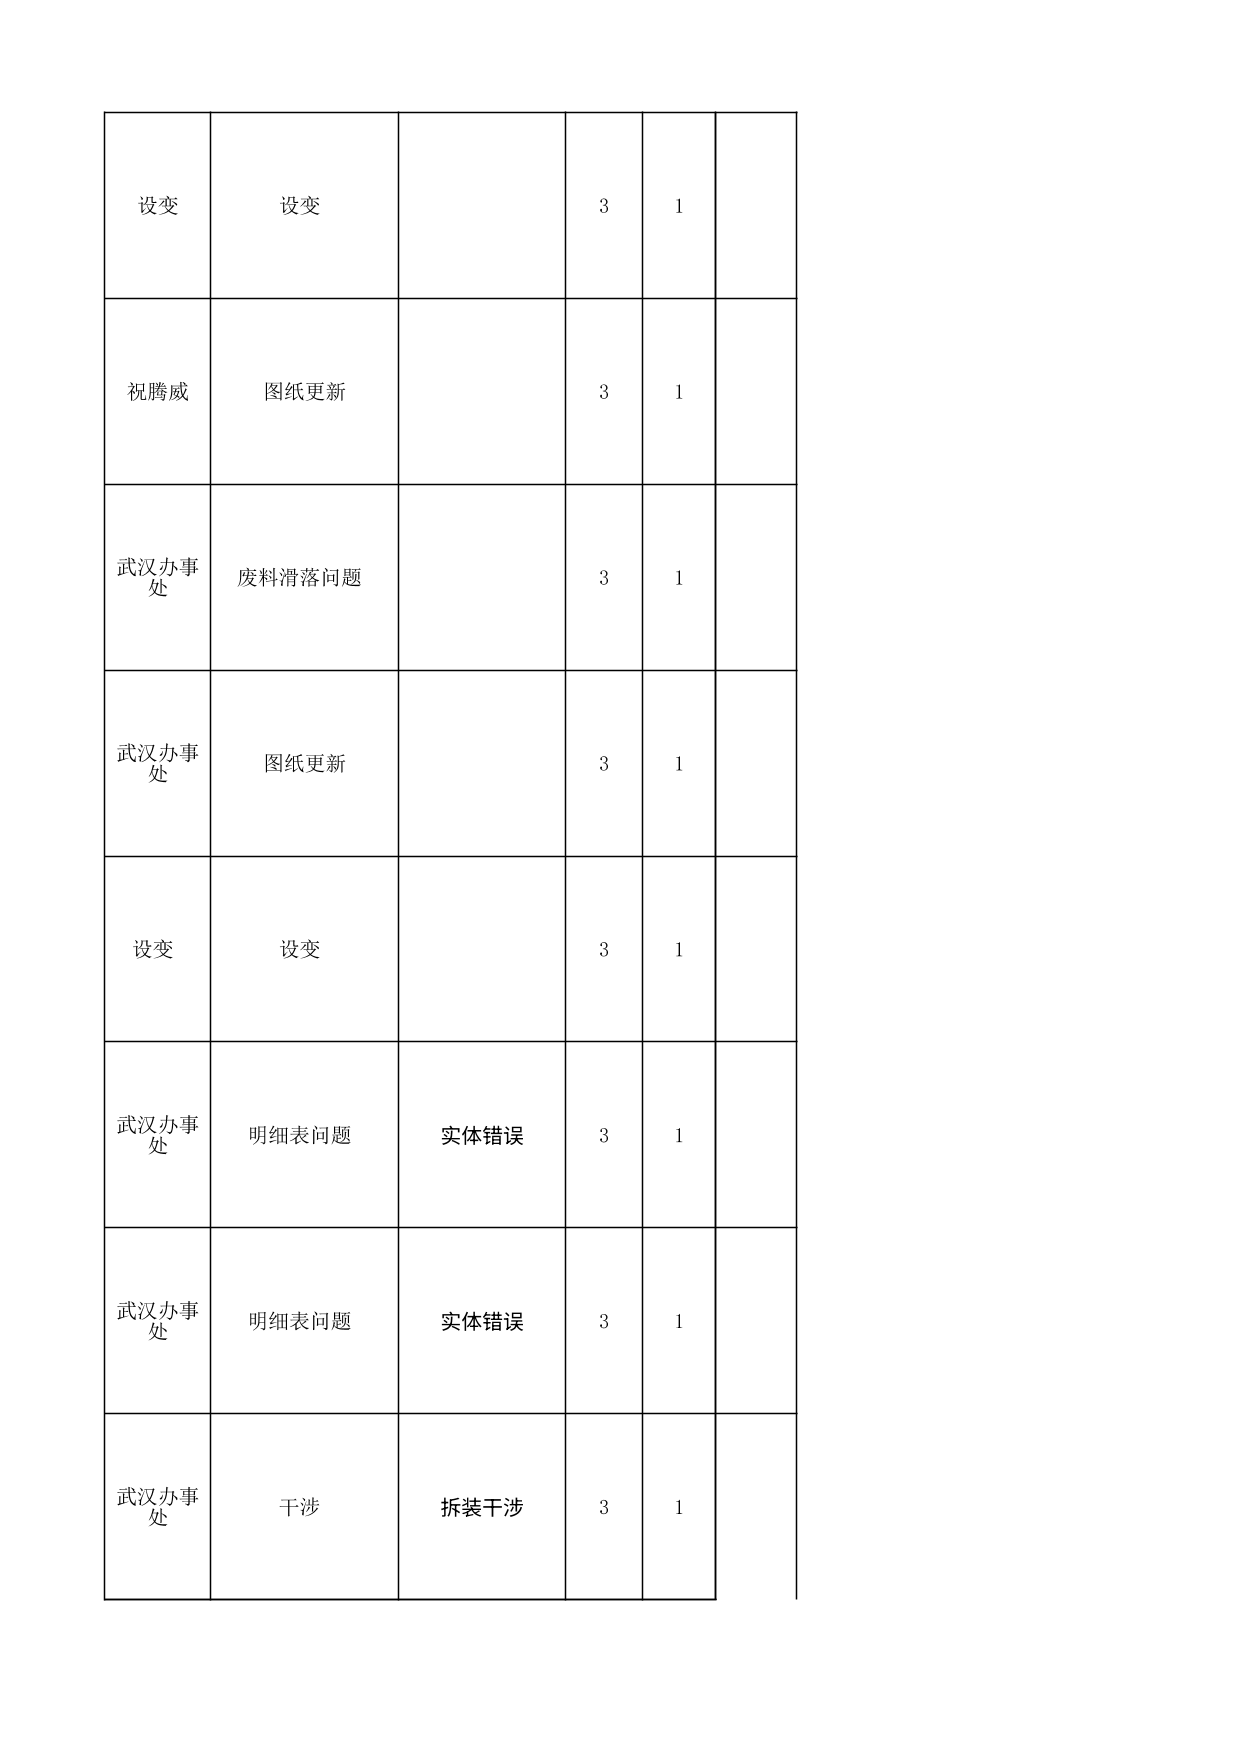 设变 设变 3 1
祝腾威 图纸更新 3 1
武汉办事
处 废料滑落问题 3 1
武汉办事
处 图纸更新 3 1
设变 设变 3 1
武汉办事
处 明细表问题 实体错误 3 1
武汉办事
处 明细表问题 实体错误 3 1
武汉办事
处 干涉 拆装干涉 3 1